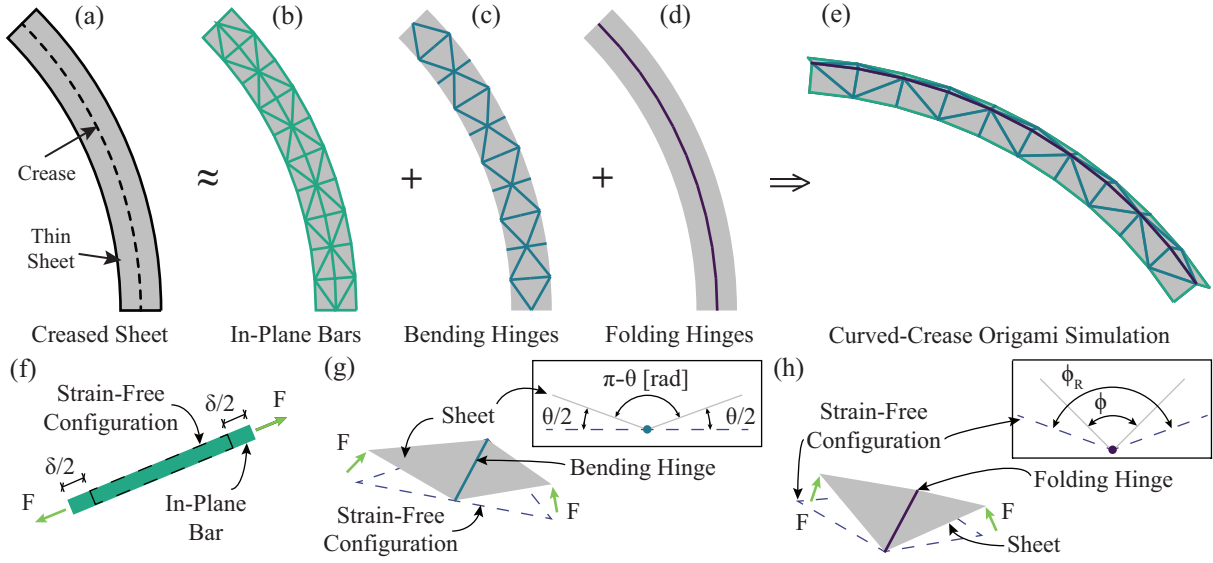 (a)
(b)
(c)
(d)
(e)
Crease
Thin
Sheet
≈
+
+
⇒
Creased Sheet
In-Plane Bars
Bending Hinges
Folding Hinges
Curved-Crease Origami Simulation
(f)
Strain-Free
Configuration
δ/2
F
δ/2
F
In-Plane
Bar
(g)
π-θ [rad]
θ/2
θ/2
Sheet
F
Bending Hinge
F
Strain-Free
Configuration
(h)
ϕR
ϕ
Strain-Free
Configuration
Folding Hinge
F
F
Sheet